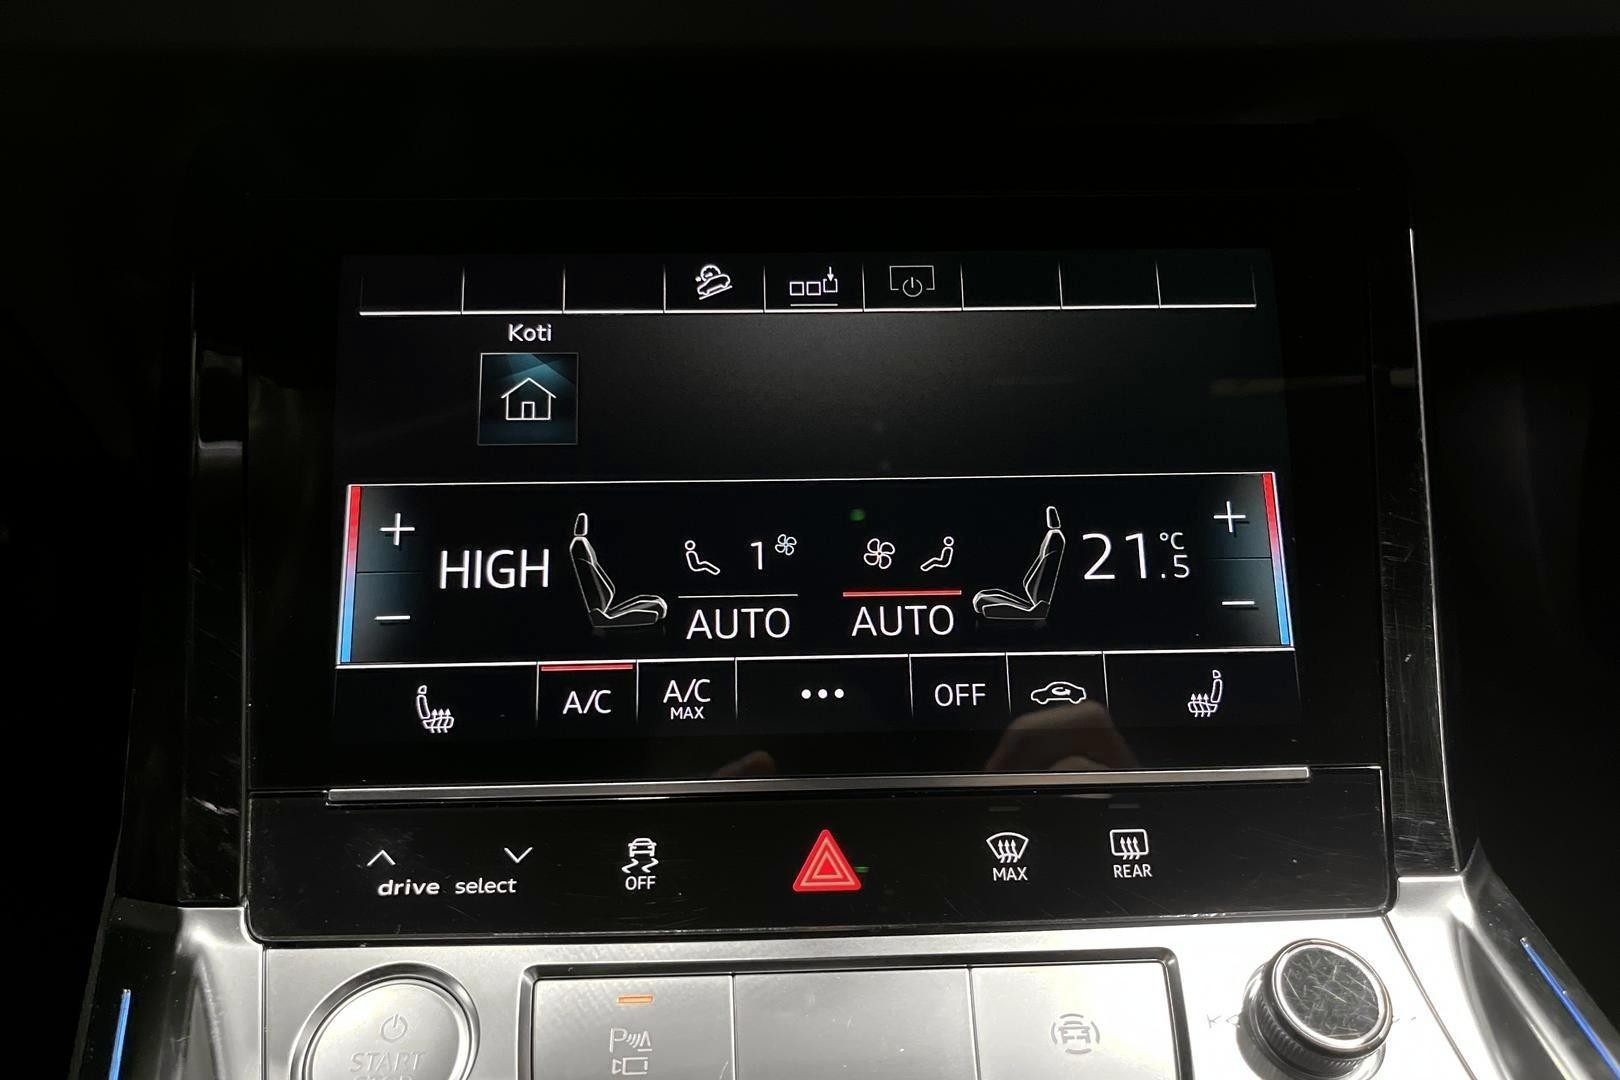 Koti
HIGH
1
21.5 °C
AUTO
AUTO
A/C
A/C MAX
OFF
drive select
OFF
MAX
REAR
START
P